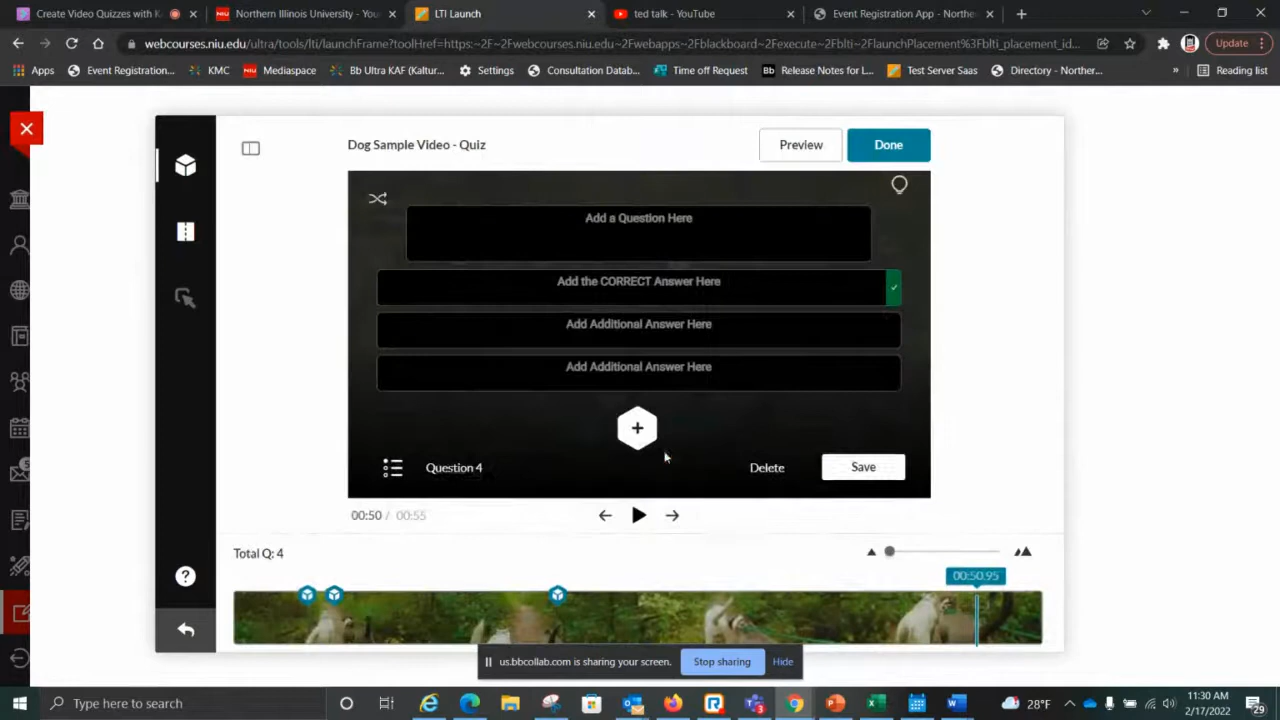 Create Video Quizzes with K
Northern Illinois University - You
LTI Launch
ted talk - YouTube
Event Registration App - Northe
webcourses.niu.edu/ultra/tools/lti/launchFrame?toolHref=https:~2F~2Fwebcourses.niu.edu~2Fwebapps~2Fblackboard~2Fexecute~2Fblti~2FlaunchPlacement%3Fblti_placement_id...
Update
Apps
Event Registration...
KMC
NIU Mediaspace
Bb Ultra KAF (Kaltur...
Settings
Consultation Datab...
Time off Request
Bb Release Notes for L...
Test Server Saas
Directory - Norther...
»
Reading list
Dog Sample Video - Quiz
Preview
Done
Add a Question Here
Add the CORRECT Answer Here
Add Additional Answer Here
Add Additional Answer Here
Question 4
Delete
Save
00:50 / 00:55
Total Q: 4
00:50.95
us.bbcollab.com is sharing your screen.
Stop sharing
Hide
Type here to search
28°F
11:30 AM
2/17/2022
29